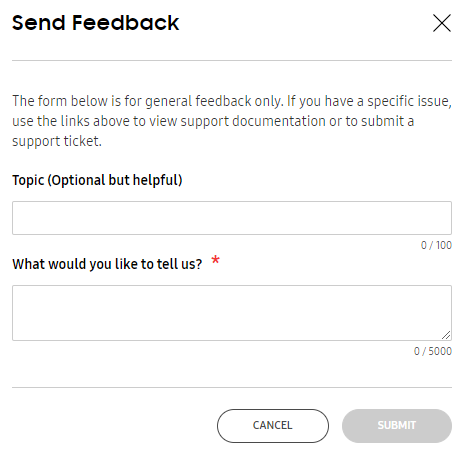 Send Feedback
The form below is for general feedback only. If you have a specific issue,
use the links above to view support documentation or to submit a
support ticket.
Topic (Optional but helpful)
0 / 100
What would you like to tell us? *
0 / 5000
CANCEL
SUBMIT